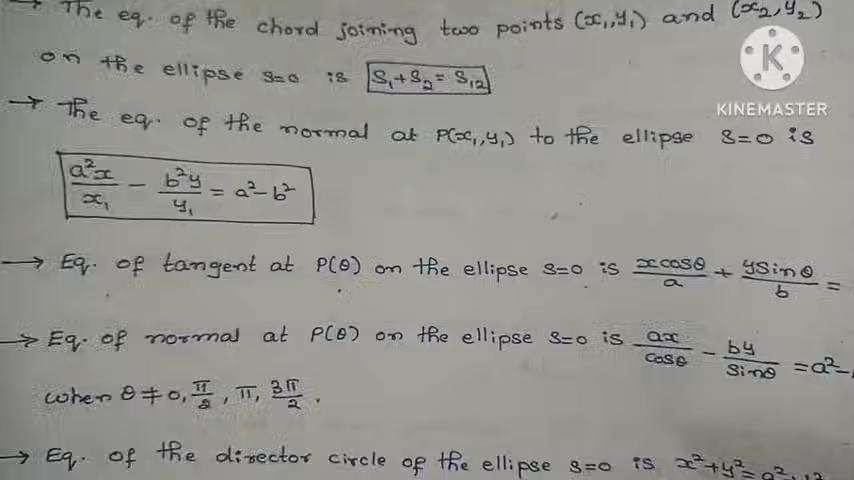 → The eq. of the chord joining two points (x₁,y₁) and (x₂,y₂)
on the ellipse S=0 is S₁+S₂=S₁₂
KINEMASTER
→ The eq. of the normal at P(x₁,y₁) to the ellipse S=0 is
a²x/x₁ - b²y/y₁ = a²-b²
→ Eq. of tangent at P(θ) on the ellipse S=0 is xcosθ/a + ysinθ/b =
→ Eq. of normal at P(θ) on the ellipse S=0 is ax/cosθ - by/sinθ = a²-
when θ ≠ 0, π/2, π, 3π/2.
→ Eq. of the director circle of the ellipse S=0 is x²+y²=a²